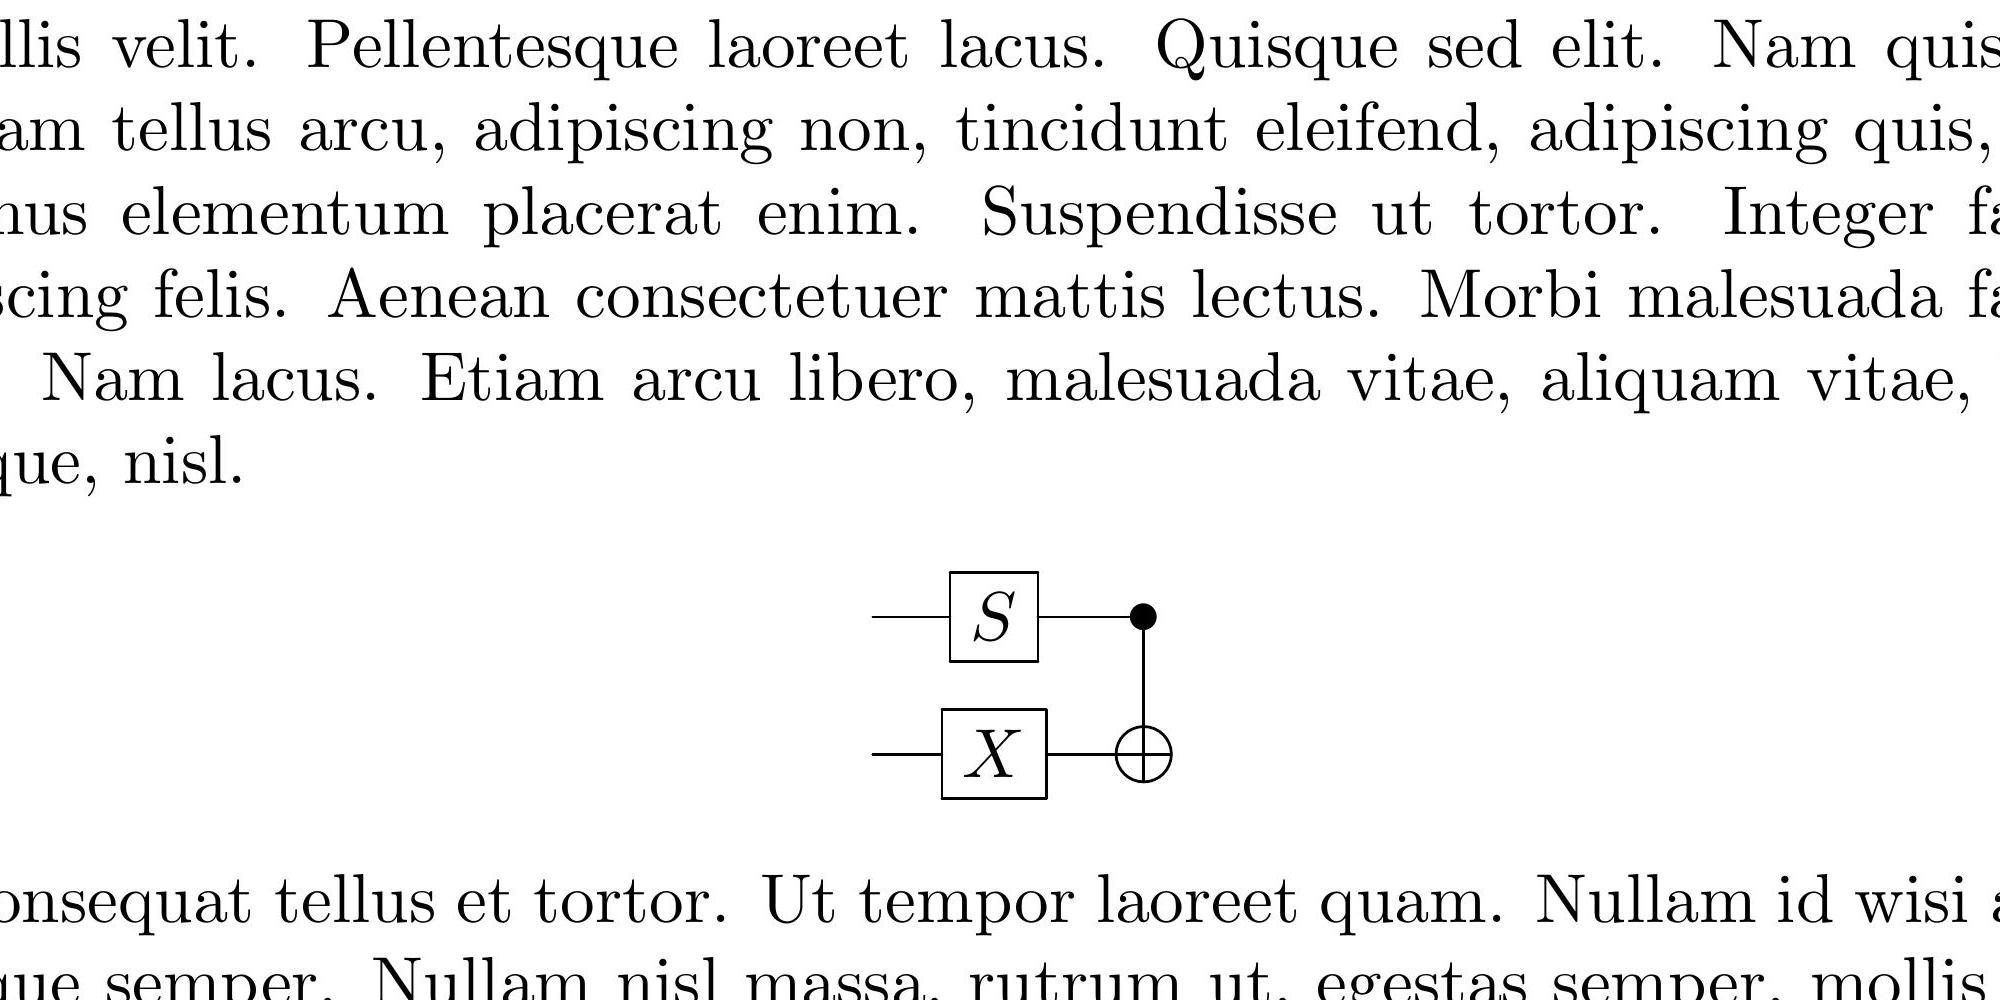 llis velit. Pellentesque laoreet lacus. Quisque sed elit. Nam quis
am tellus arcu, adipiscing non, tincidunt eleifend, adipiscing quis,
nus elementum placerat enim. Suspendisse ut tortor. Integer fa
scing felis. Aenean consectetuer mattis lectus. Morbi malesuada fa
Nam lacus. Etiam arcu libero, malesuada vitae, aliquam vitae,
que, nisl.
S
X
onsequat tellus et tortor. Ut tempor laoreet quam. Nullam id wisi a
que semper. Nullam nisl massa, rutrum ut, egestas semper, mollis